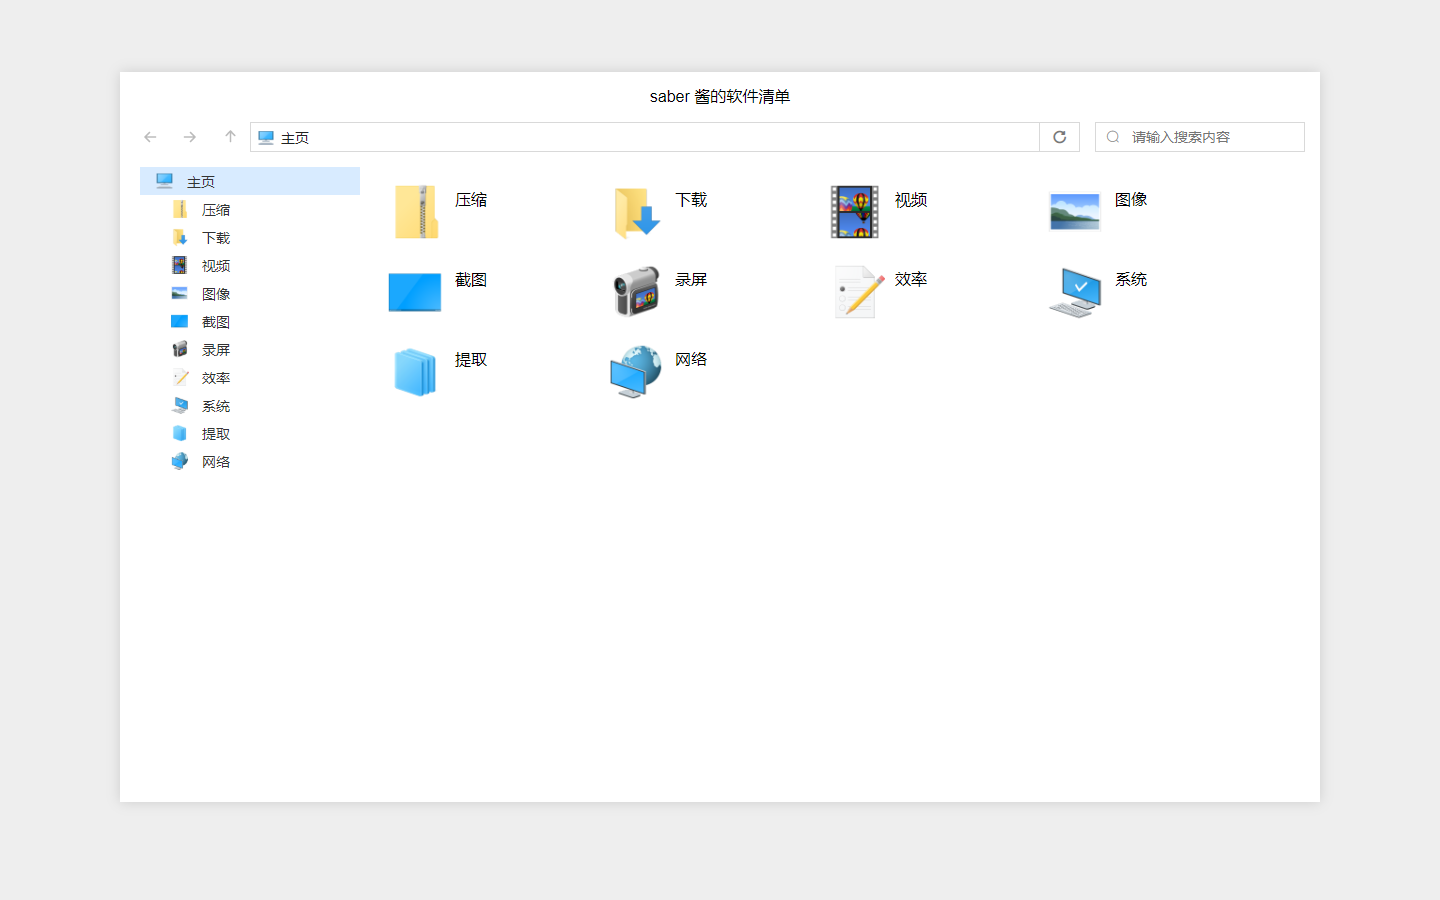 saber 酱的软件清单
主页
请输入搜索内容
主页
压缩
下载
视频
图像
截图
录屏
效率
系统
提取
网络
压缩
下载
视频
图像
截图
录屏
效率
系统
提取
网络